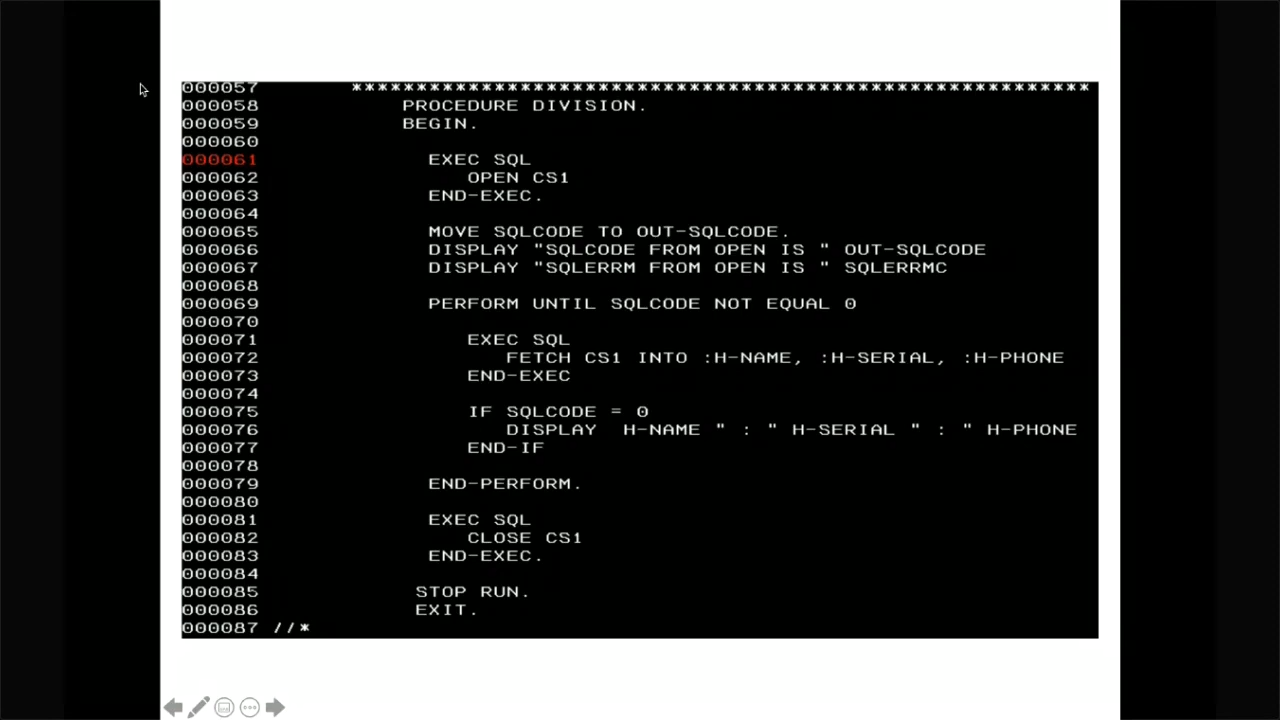 000057 *********************************************************
000058 PROCEDURE DIVISION.
000059 BEGIN.
000060
000061 EXEC SQL
000062 OPEN CS1
000063 END-EXEC.
000064
000065 MOVE SQLCODE TO OUT-SQLCODE.
000066 DISPLAY "SQLCODE FROM OPEN IS " OUT-SQLCODE
000067 DISPLAY "SQLERRM FROM OPEN IS " SQLERRMC
000068
000069 PERFORM UNTIL SQLCODE NOT EQUAL 0
000070
000071 EXEC SQL
000072 FETCH CS1 INTO :H-NAME, :H-SERIAL, :H-PHONE
000073 END-EXEC
000074
000075 IF SQLCODE = 0
000076 DISPLAY  H-NAME " : " H-SERIAL " : " H-PHONE
000077 END-IF
000078
000079 END-PERFORM.
000080
000081 EXEC SQL
000082 CLOSE CS1
000083 END-EXEC.
000084
000085 STOP RUN.
000086 EXIT.
000087 //*